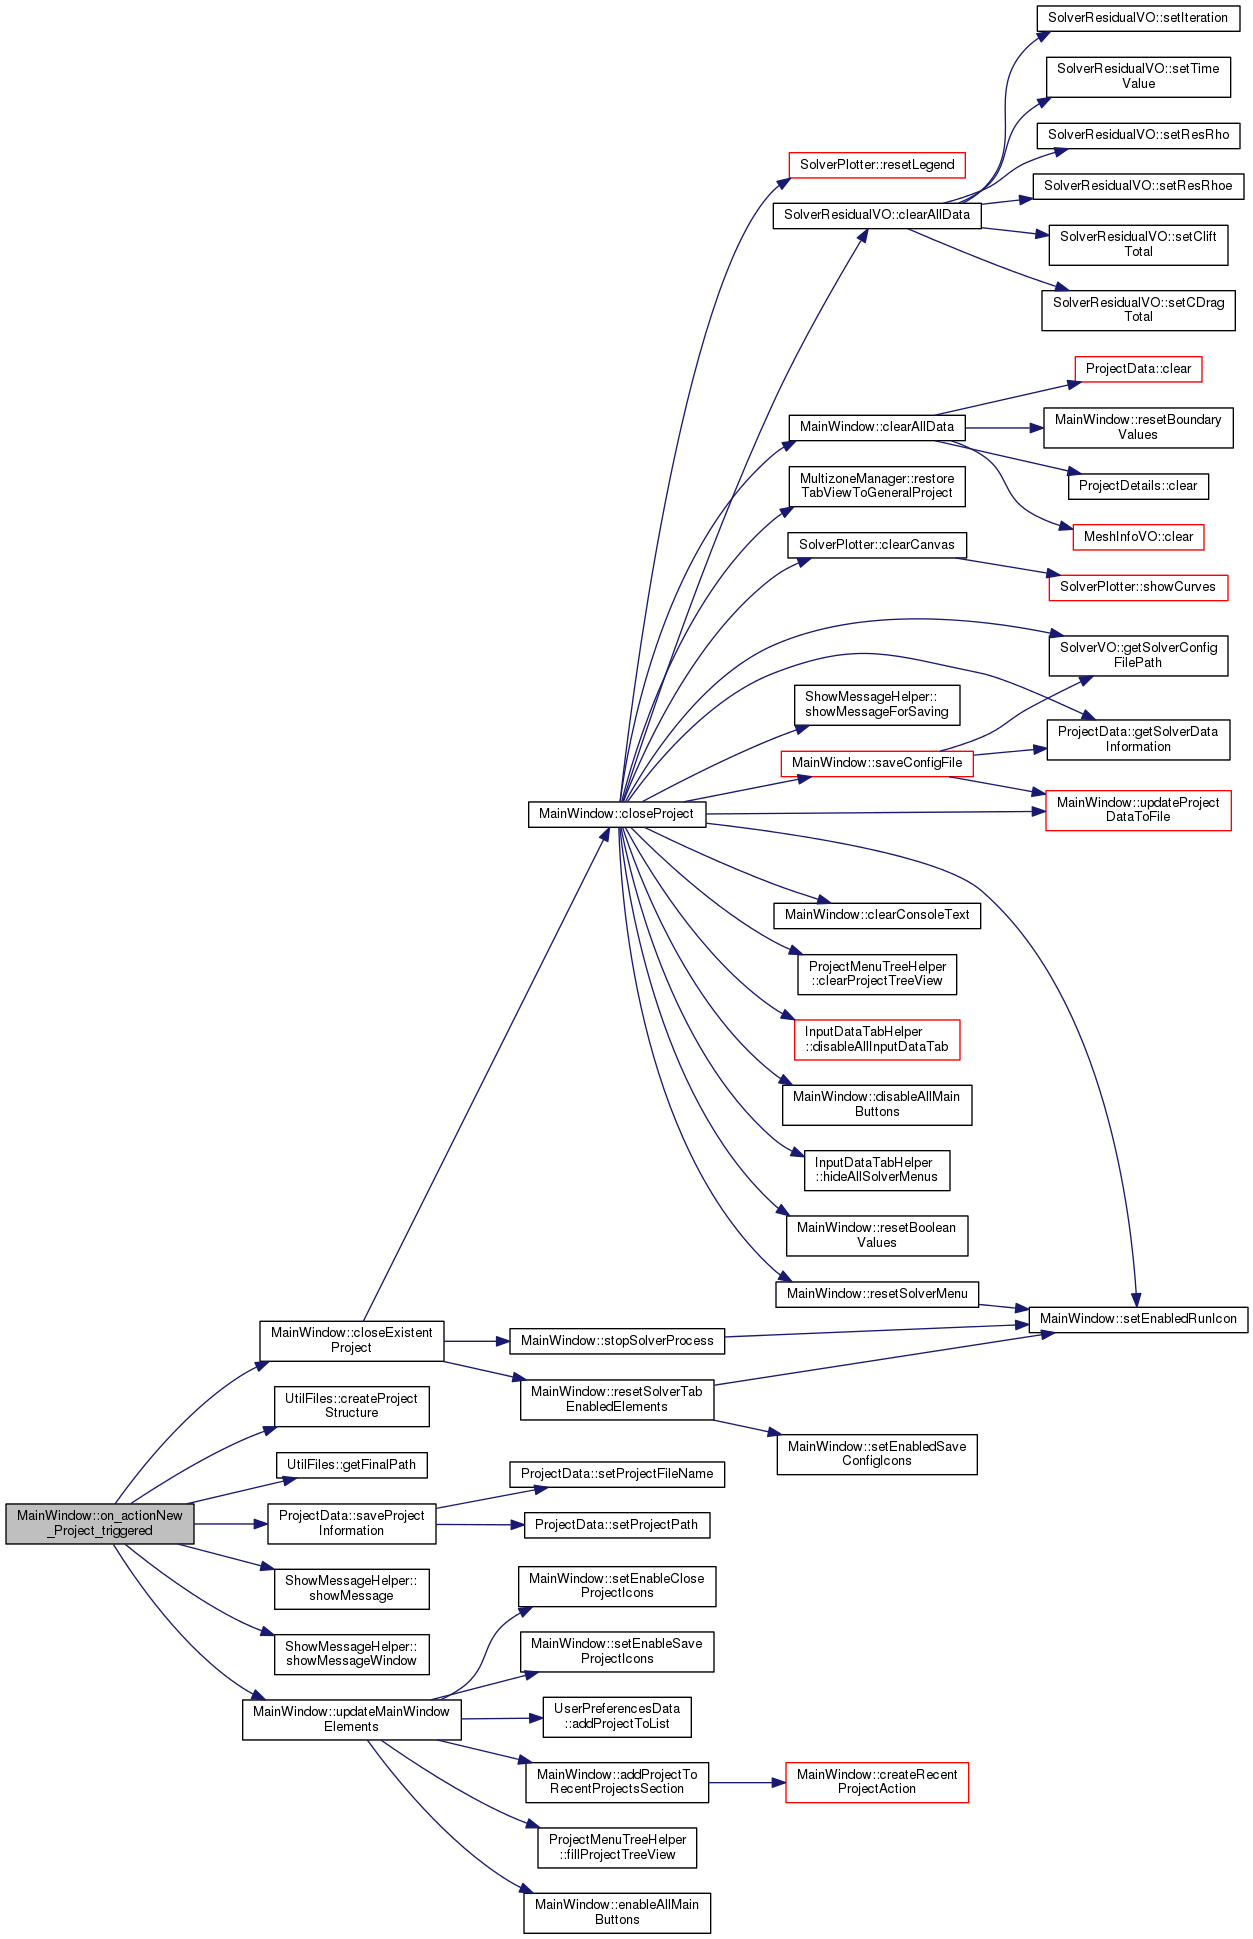 SolverResidualVO::setIteration
SolverResidualVO::setTime
Value
SolverResidualVO::setResRho
SolverPlotter::resetLegend
SolverResidualVO::setResRhoe
SolverResidualVO::clearAllData
SolverResidualVO::setClift
Total
SolverResidualVO::setCDrag
Total
ProjectData::clear
MainWindow::clearAllData
MainWindow::resetBoundary
Values
MultizoneManager::restore
TabViewToGeneralProject
ProjectDetails::clear
MeshInfoVO::clear
SolverPlotter::clearCanvas
SolverPlotter::showCurves
SolverVO::getSolverConfig
FilePath
ShowMessageHelper::
showMessageForSaving
ProjectData::getSolverData
Information
MainWindow::saveConfigFile
MainWindow::updateProject
DataToFile
MainWindow::closeProject
MainWindow::clearConsoleText
ProjectMenuTreeHelper
::clearProjectTreeView
InputDataTabHelper
::disableAllInputDataTab
MainWindow::disableAllMain
Buttons
InputDataTabHelper
::hideAllSolverMenus
MainWindow::resetBoolean
Values
MainWindow::resetSolverMenu
MainWindow::setEnabledRunIcon
MainWindow::closeExistent
Project
MainWindow::stopSolverProcess
MainWindow::resetSolverTab
EnabledElements
UtilFiles::createProject
Structure
MainWindow::setEnabledSave
ConfigIcons
UtilFiles::getFinalPath
ProjectData::setProjectFileName
MainWindow::on_actionNew
_Project_triggered
ProjectData::saveProject
Information
ProjectData::setProjectPath
ShowMessageHelper::
showMessage
MainWindow::setEnableClose
ProjectIcons
ShowMessageHelper::
showMessageWindow
MainWindow::setEnableSave
ProjectIcons
MainWindow::updateMainWindow
Elements
UserPreferencesData
::addProjectToList
MainWindow::addProjectTo
RecentProjectsSection
MainWindow::createRecent
ProjectAction
ProjectMenuTreeHelper
::fillProjectTreeView
MainWindow::enableAllMain
Buttons